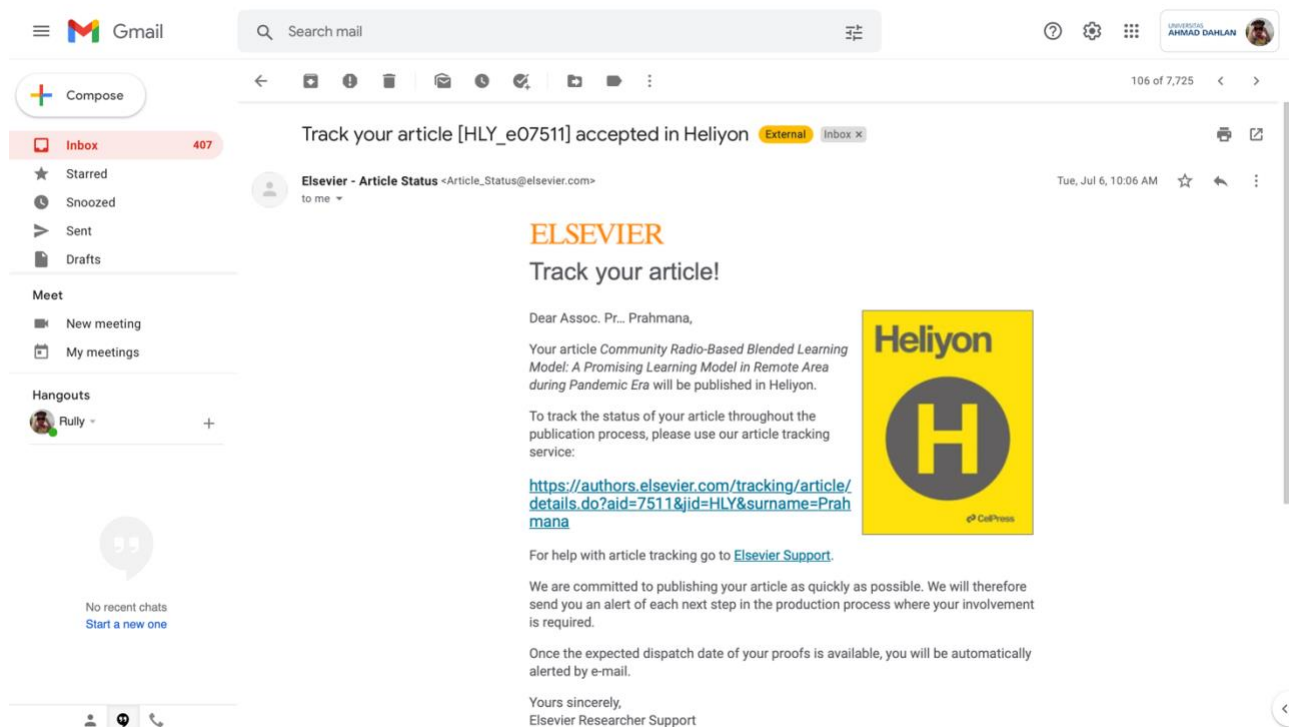 Gmail
Search mail
UNIVERSITAS
AHMAD DAHLAN
Compose
106 of 7,725
Inbox 407
Starred
Snoozed
Sent
Drafts
Meet
New meeting
My meetings
Hangouts
Rully
No recent chats
Start a new one
Track your article [HLY_e07511] accepted in Heliyon External Inbox x
Elsevier - Article Status <Article_Status@elsevier.com>
to me
Tue, Jul 6, 10:06 AM
ELSEVIER
Track your article!
Dear Assoc. Pr... Prahmana,
Your article Community Radio-Based Blended Learning
Model: A Promising Learning Model in Remote Area
during Pandemic Era will be published in Heliyon.
To track the status of your article throughout the
publication process, please use our article tracking
service:
https://authors.elsevier.com/tracking/article/
details.do?aid=7511&jid=HLY&surname=Prah
mana
Heliyon
H
CelPress
For help with article tracking go to Elsevier Support.
We are committed to publishing your article as quickly as possible. We will therefore
send you an alert of each next step in the production process where your involvement
is required.
Once the expected dispatch date of your proofs is available, you will be automatically
alerted by e-mail.
Yours sincerely,
Elsevier Researcher Support